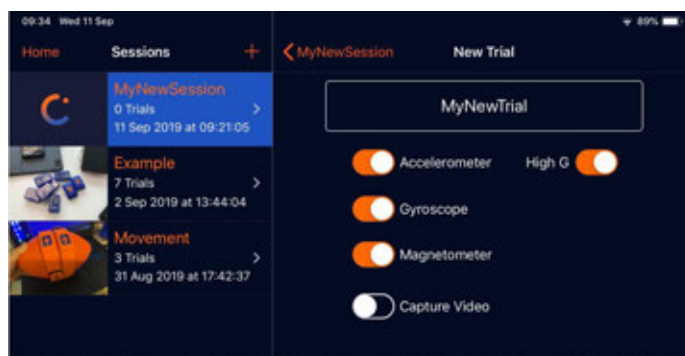 09:34 Wed 11 Sep
89%
Home
Sessions
+
MyNewSession
New Trial
MyNewSession
0 Trials
11 Sep 2019 at 09:21:05
Example
7 Trials
2 Sep 2019 at 13:44:04
Movement
3 Trials
31 Aug 2019 at 17:42:37
MyNewTrial
Accelerometer High G
Gyroscope
Magnetometer
Capture Video